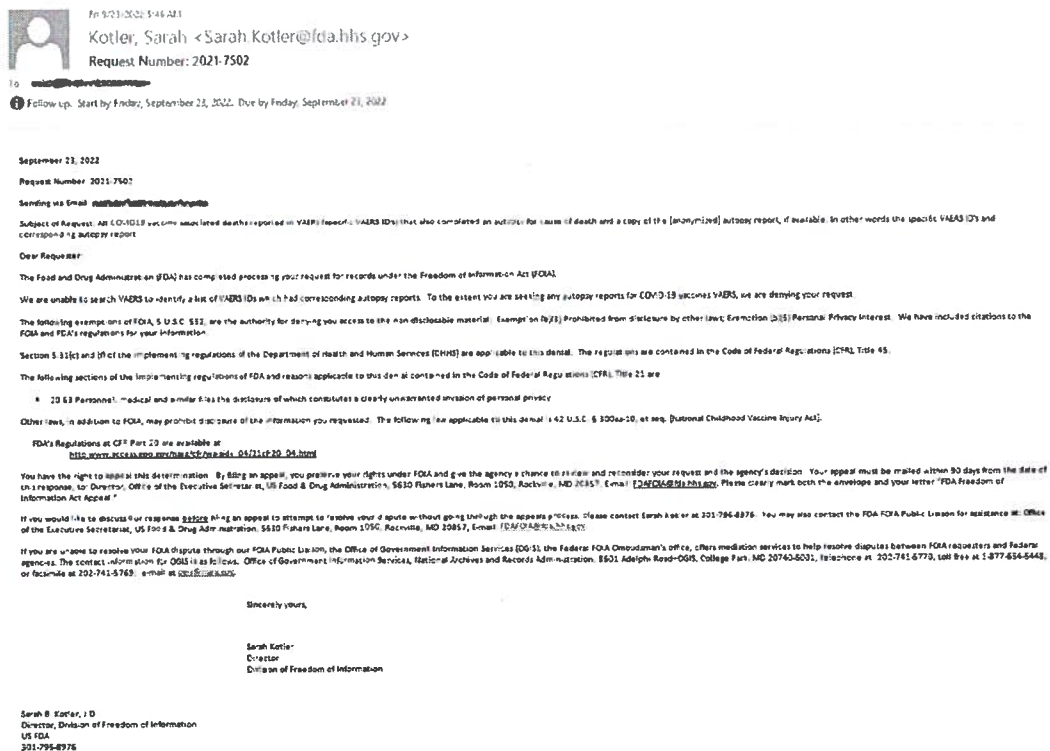 Fri 9/23/2022 5:46 AM
Kotler, Sarah <Sarah.Kotler@fda.hhs.gov>
Request Number: 2021-7502
To
Follow up. Start by Friday, September 23, 2022. Due by Friday, September 23, 2022
September 23, 2022
Request Number 2021-7502
Sending via Email
Subject of Request: All COVID19 vaccine associated deaths reported in VAERS (specific VAERS IDs) that also completed an autopsy for cause of death and a copy of the [anonymized] autopsy report, if available. In other words the specific VAERS ID's and
corresponding autopsy report
Dear Requester:
The Food and Drug Administration (FDA) has completed processing your request for records under the Freedom of Information Act (FOIA).
We are unable to search VAERS to identify a list of VAERS IDs which had corresponding autopsy reports. To the extent you are seeking any autopsy reports for COVID-19 vaccines VAERS, we are denying your request.
The following exemptions of FOIA, 5 U.S.C. 552, are the authority for denying you access to the non-disclosable material. Exemption (b)(3) Prohibited from disclosure by other laws; Exemption (b)(6) Personal Privacy Interest. We have included citations to the
FOIA and FDA's regulations for your information.
Section 5.31(c) and (f) of the implementing regulations of the Department of Health and Human Services (DHHS) are applicable to this denial. The regulations are contained in the Code of Federal Regulations (CFR), Title 45.
The following sections of the implementing regulations of FDA and reasons applicable to this denial contained in the Code of Federal Regulations (CFR), Title 21 are
• 20.63 Personnel, medical and similar files the disclosure of which constitutes a clearly unwarranted invasion of personal privacy
Other laws, in addition to FOIA, may prohibit disclosure of the information you requested. The following law applicable to this denial is 42 U.S.C. § 300aa-10, et seq. [National Childhood Vaccine Injury Act].
FDA's Regulations at CFR Part 20 are available at
http://www.access.gpo.gov/nara/cfr/waisidx_04/21cfr20_04.html
You have the right to appeal this determination. By filing an appeal, you preserve your rights under FOIA and give the agency a chance to review and reconsider your request and the agency's decision. Your appeal must be mailed within 90 days from the date of
this response, to: Director, Office of the Executive Secretariat, US Food & Drug Administration, 5630 Fishers Lane, Room 1050, Rockville, MD 20857, E-mail: FDAFOIA@fda.hhs.gov. Please clearly mark both the envelope and your letter "FDA Freedom of
Information Act Appeal."
If you would like to discuss our response before filing an appeal to attempt to resolve your dispute without going through the appeals process, please contact Sarah Kotler at 301-796-8976. You may also contact the FDA FOIA Public Liaison for assistance at: Office
of the Executive Secretariat, US Food & Drug Administration, 5630 Fishers Lane, Room 1050, Rockville, MD 20857, E-mail: FDAFOIA@fda.hhs.gov
If you are unable to resolve your FOIA dispute through our FOIA Public Liaison, the Office of Government Information Services (OGIS), the Federal FOIA Ombudsman's office, offers mediation services to help resolve disputes between FOIA requesters and Federal
agencies. The contact information for OGIS is as follows: Office of Government Information Services, National Archives and Records Administration, 8601 Adelphi Road–OGIS, College Park, MD 20740-6001, telephone at 202-741-5770, toll free at 1-877-684-6448,
or facsimile at 202-741-5769; e-mail at ogis@nara.gov.
Sincerely yours,
Sarah Kotler
Director
Division of Freedom of Information
Sarah B. Kotler, J.D
Director, Division of Freedom of Information
US FDA
301-796-8976